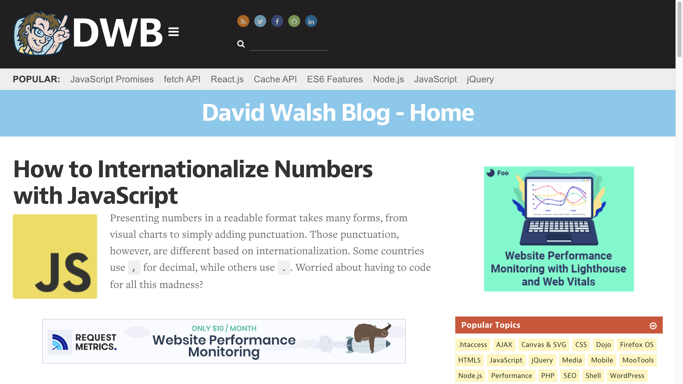 DWB
POPULAR: JavaScript Promises fetch API React.js Cache API ES6 Features Node.js JavaScript jQuery
David Walsh Blog - Home
How to Internationalize Numbers
with JavaScript
JS
Presenting numbers in a readable format takes many forms, from
visual charts to simply adding punctuation. Those punctuation,
however, are different based on internationalization. Some countries
use , for decimal, while others use . . Worried about having to code
for all this madness?
REQUEST
METRICS.
ONLY $10 / MONTH
Website Performance
Monitoring
Foo
Website Performance
Monitoring with Lighthouse
and Web Vitals
Popular Topics
.htaccess AJAX Canvas & SVG CSS Dojo Firefox OS
HTML5 JavaScript jQuery Media Mobile MooTools
Node.js Performance PHP SEO Shell WordPress